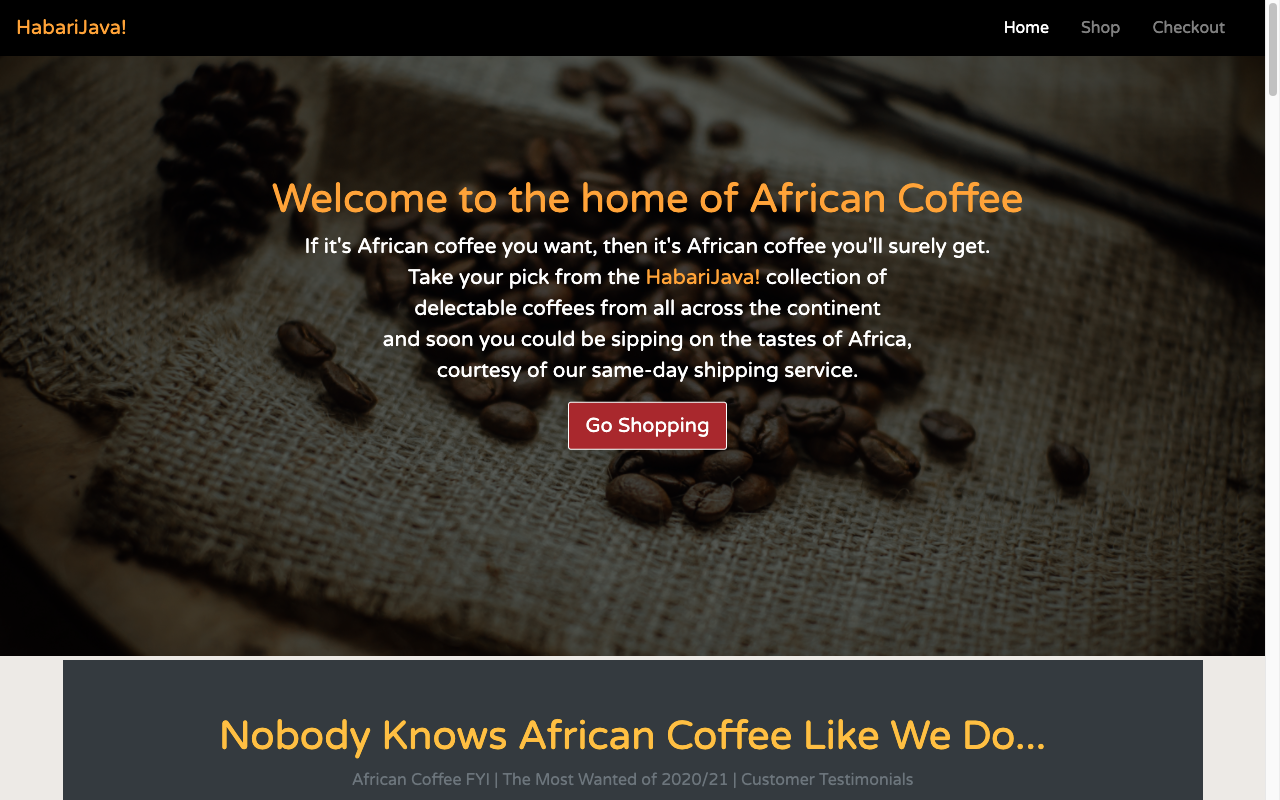 HabariJava!
Home Shop Checkout
Welcome to the home of African Coffee
If it's African coffee you want, then it's African coffee you'll surely get.
Take your pick from the HabariJava! collection of
delectable coffees from all across the continent
and soon you could be sipping on the tastes of Africa,
courtesy of our same-day shipping service.
Go Shopping
Nobody Knows African Coffee Like We Do...
African Coffee FYI | The Most Wanted of 2020/21 | Customer Testimonials